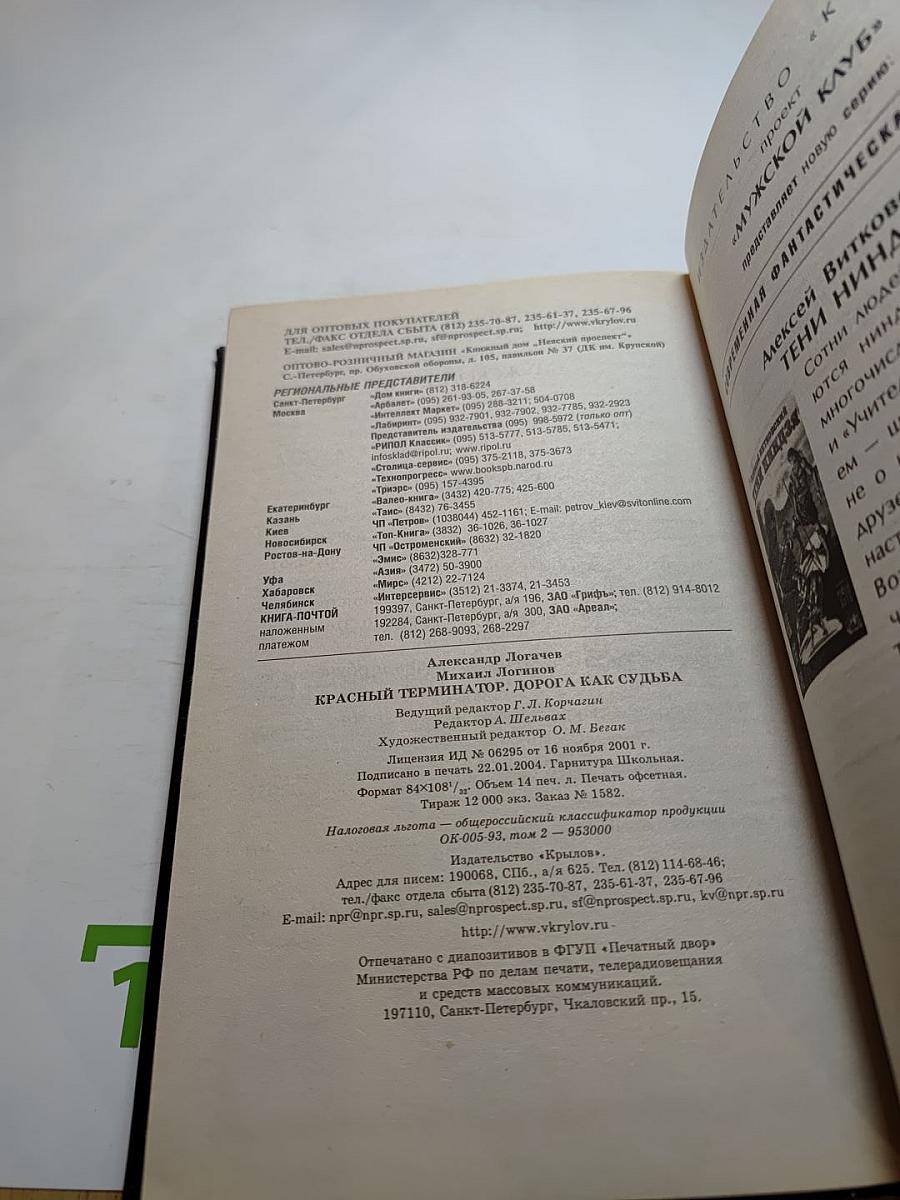 ДЛЯ ОПТОВЫХ ПОКУПАТЕЛЕЙ
ТЕЛ./ФАКС ОТДЕЛА СБЫТА (812) 235-70-87, 235-61-37, 235-67-96
E-mail: sales@nprospect.sp.ru, sf@nprospect.sp.ru; http://www.vkrylov.ru
ОПТОВО-РОЗНИЧНЫЙ МАГАЗИН «Книжный дом „Невский проспект“»
С.-Петербург, пр. Обуховской обороны, д. 105, павильон № 37 (ДК им. Крупской)
РЕГИОНАЛЬНЫЕ ПРЕДСТАВИТЕЛИ
Санкт-Петербург «Дом книги» (812) 318-6224
Москва «Арбалет» (095) 261-93-05, 267-37-58
«Интеллект Маркет» (095) 288-3211; 504-0708
«Лабиринт» (095) 932-7901, 932-7902, 932-7785, 932-2923
Представитель издательства (095) 998-5972 (только опт)
«РИПОЛ Классик» (095) 513-5777, 513-5785, 513-5471;
infosklad@ripol.ru; www.ripol.ru
«Столица-сервис» (095) 375-2118, 375-3673
«Технопрогресс» www.bookspb.narod.ru
«Триэрс» (095) 157-4395
Екатеринбург «Валео-книга» (3432) 420-775; 425-600
Казань «Таис» (8432) 76-3455
Киев ЧП «Петров» (1038044) 452-1161; E-mail: petrov_kiev@svitonline.com
Новосибирск «Топ-Книга» (3832) 36-1026, 36-1027
Ростов-на-Дону ЧП «Остроменский» (8632) 32-1820
«Эмис» (8632)328-771
Уфа «Азия» (3472) 50-3900
Хабаровск «Мирс» (4212) 22-7124
Челябинск «Интерсервис» (3512) 21-3374, 21-3453
КНИГА-ПОЧТОЙ 199397, Санкт-Петербург, а/я 196, ЗАО «Грифъ»; тел. (812) 914-8012
наложенным 192284, Санкт-Петербург, а/я 300, ЗАО «Ареал»;
платежом тел. (812) 268-9093, 268-2297
Александр Логачев
Михаил Логинов
КРАСНЫЙ ТЕРМИНАТОР. ДОРОГА КАК СУДЬБА
Ведущий редактор Г. Л. Корчагин
Редактор А. Шельвах
Художественный редактор О. М. Бегак
Лицензия ИД № 06295 от 16 ноября 2001 г.
Подписано в печать 22.01.2004. Гарнитура Школьная.
Формат 84×108 1/32. Объем 14 печ. л. Печать офсетная.
Тираж 12 000 экз. Заказ № 1582.
Налоговая льгота — общероссийский классификатор продукции
ОК-005-93, том 2 — 953000
Издательство «Крылов».
Адрес для писем: 190068, СПб., а/я 625. Тел. (812) 114-68-46;
тел./факс отдела сбыта (812) 235-70-87, 235-61-37, 235-67-96
E-mail: npr@npr.sp.ru, sales@nprospect.sp.ru, sf@nprospect.sp.ru, kv@npr.sp.ru
http://www.vkrylov.ru
Отпечатано с диапозитивов в ФГУП «Печатный двор»
Министерства РФ по делам печати, телерадиовещания
и средств массовых коммуникаций.
197110, Санкт-Петербург, Чкаловский пр., 15.
проект
«МУЖСКОЙ КЛУБ»
представляет новую серию:
Алексей
ТЕНИ
Сотни
и
ем —
не о